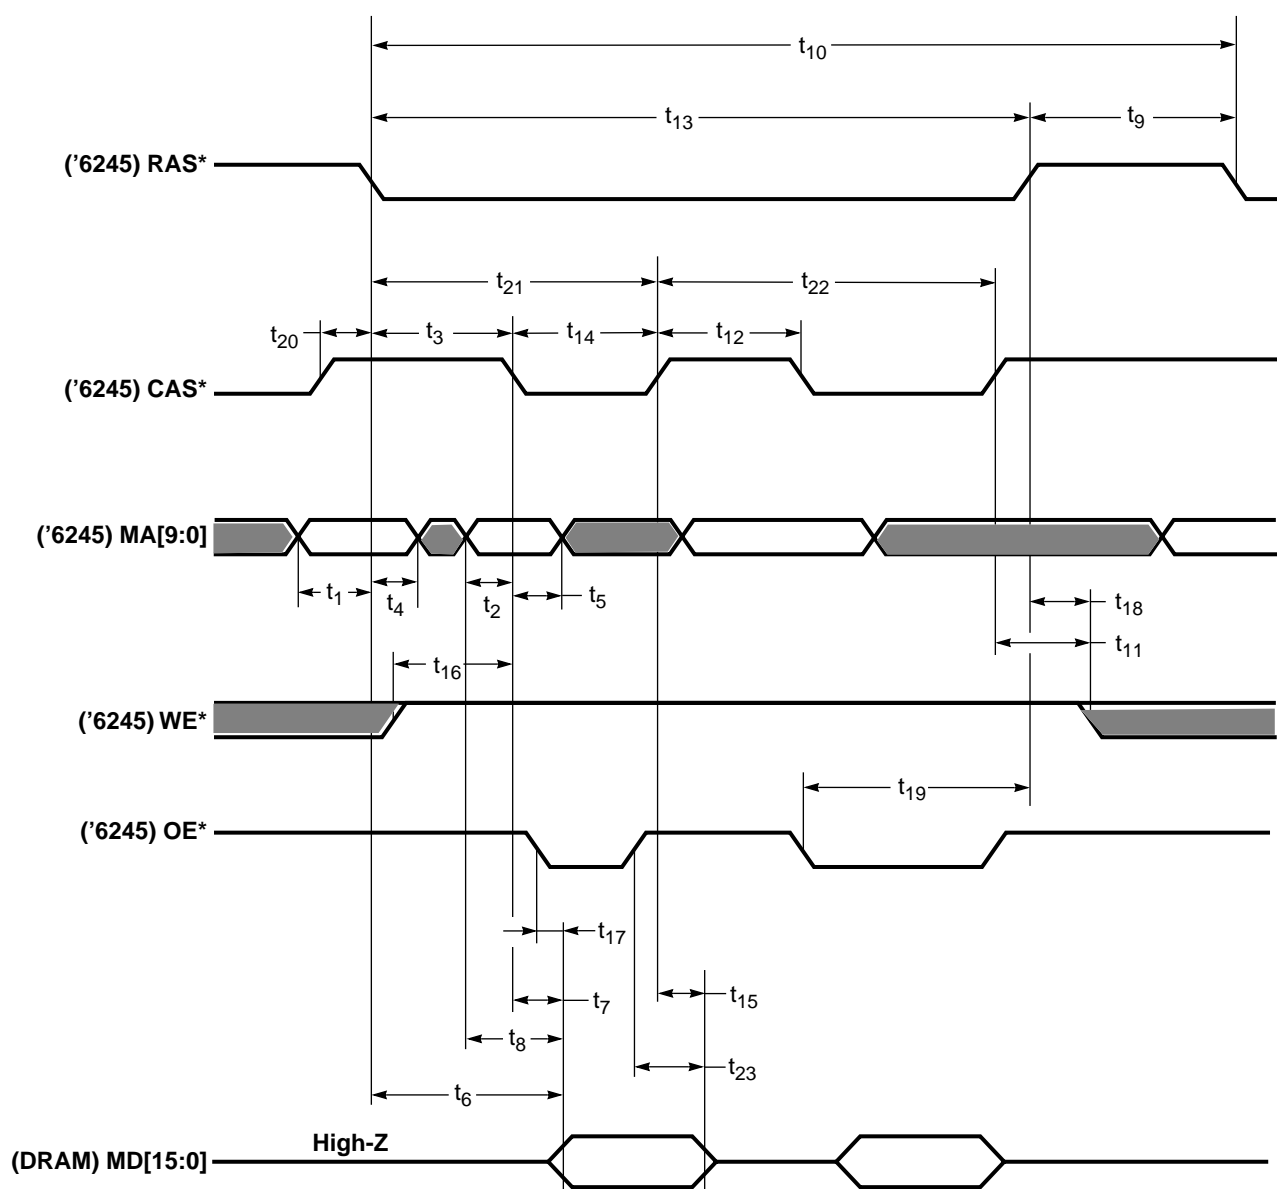 t10
t13
t9
('6245) RAS*
t21
t22
t20
t3
t14
t12
('6245) CAS*
('6245) MA[9:0]
t1
t4
t2
t5
t18
t11
t16
('6245) WE*
t19
('6245) OE*
t17
t7
t15
t8
t23
t6
High-Z
(DRAM) MD[15:0]